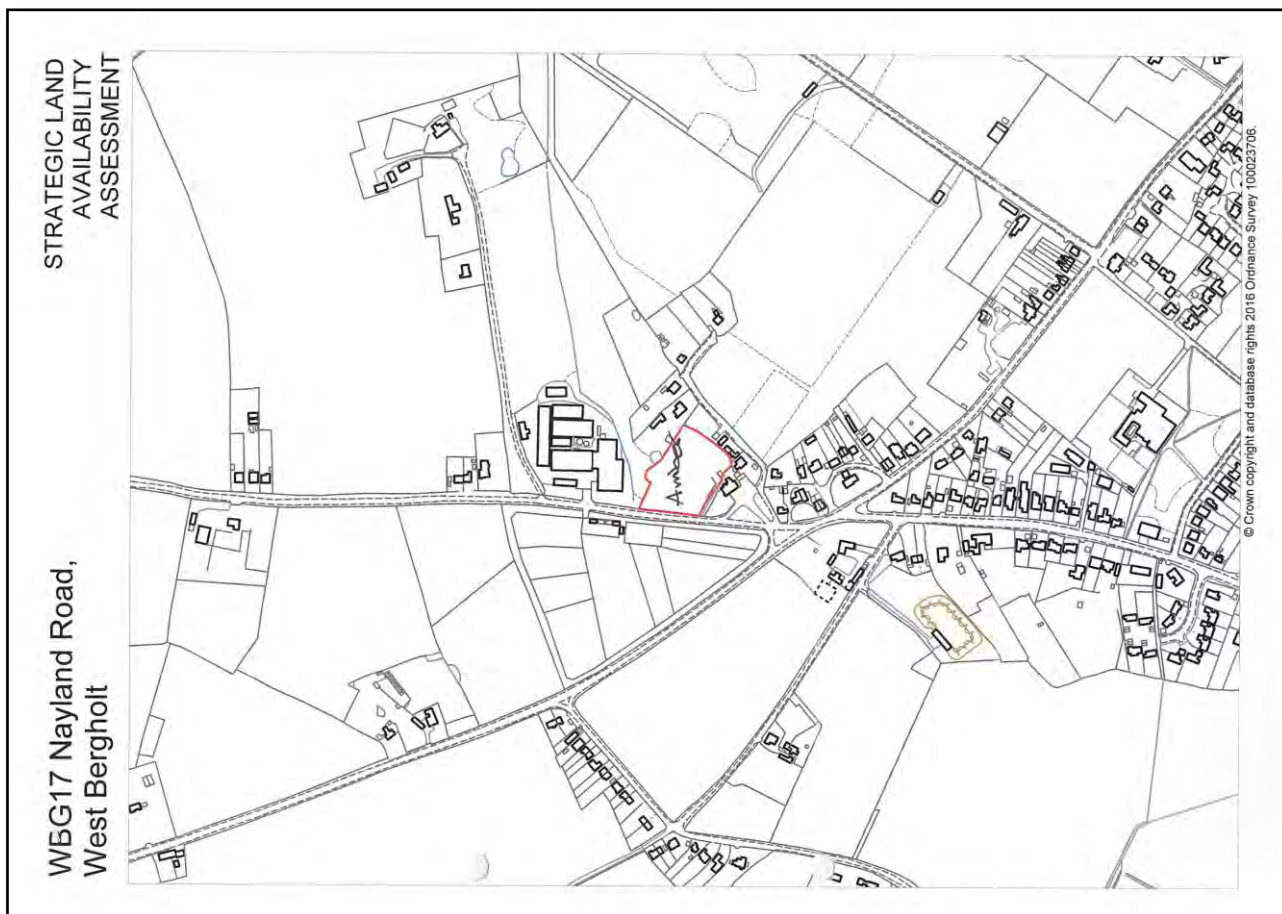 STRATEGIC LAND
AVAILABILITY
ASSESSMENT
WBG17 Nayland Road,
West Bergholt
© Crown copyright and database rights 2016 Ordnance Survey 100023706.